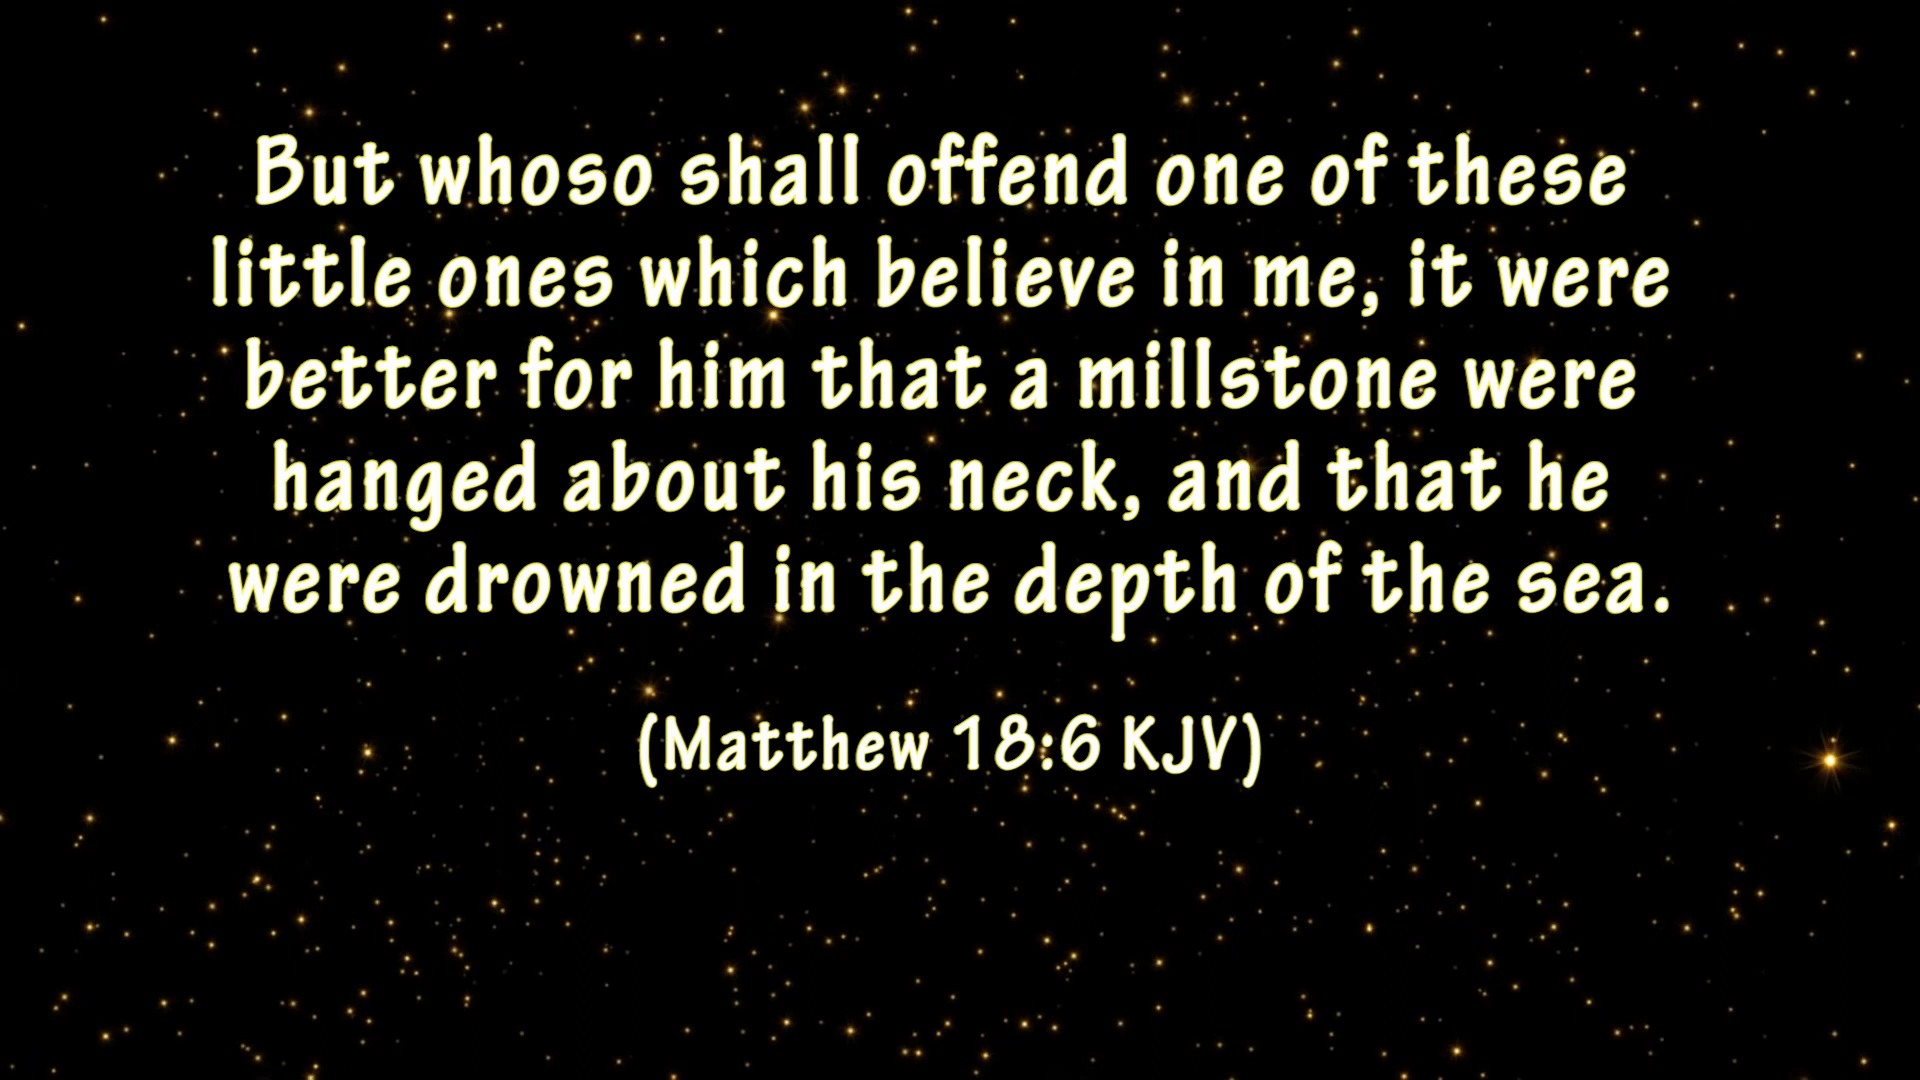 But whoso shall offend one of these
little ones which believe in me, it were
better for him that a millstone were
hanged about his neck, and that he
were drowned in the depth of the sea.
(Matthew 18:6 KJV)